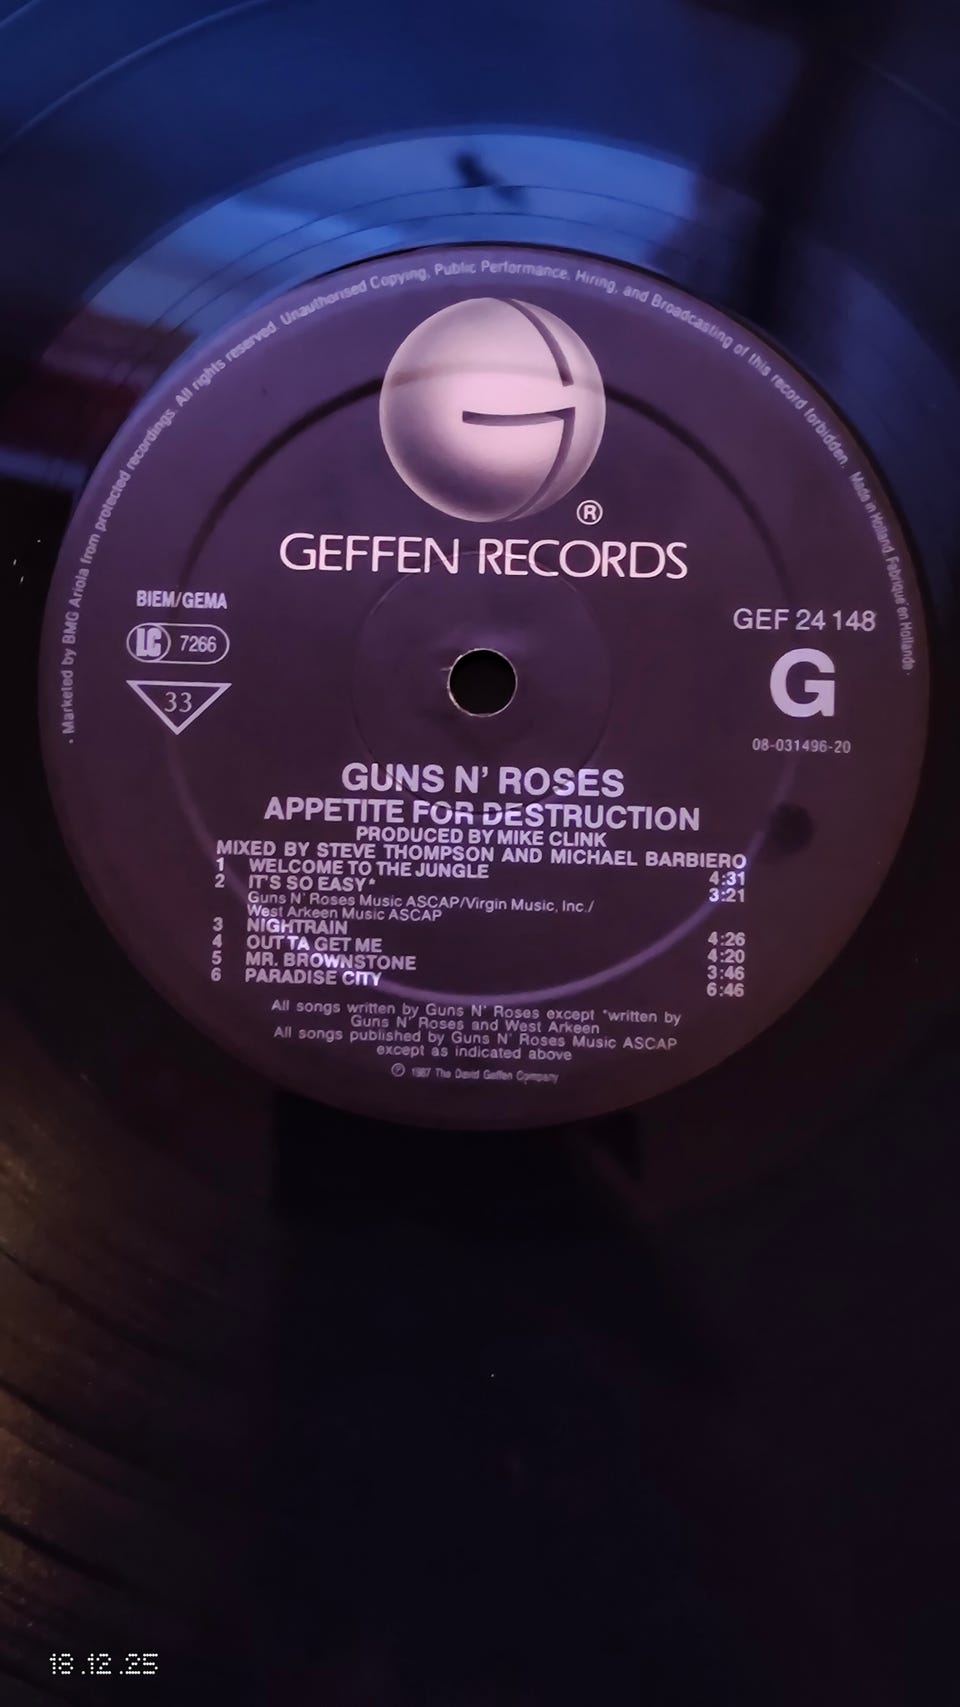 Marketed by BMG Ariola from protected recordings. All rights reserved. Unauthorised Copying, Public Performance, Hiring, and Broadcasting of this record forbidden. Made in Holland. Fabriqué en Hollande.
®
GEFFEN RECORDS
BIEM/GEMA
LC 7266
33
GEF 24 148
G
08-031496-20
GUNS N' ROSES
APPETITE FOR DESTRUCTION
PRODUCED BY MIKE CLINK
MIXED BY STEVE THOMPSON AND MICHAEL BARBIERO
1 WELCOME TO THE JUNGLE 4:31
2 IT'S SO EASY* 3:21
Guns N' Roses Music ASCAP/Virgin Music, Inc./
West Arkeen Music ASCAP
3 NIGHTRAIN 4:26
4 OUT TA GET ME 4:20
5 MR. BROWNSTONE 3:46
6 PARADISE CITY 6:46
All songs written by Guns N' Roses except *written by
Guns N' Roses and West Arkeen
All songs published by Guns N' Roses Music ASCAP
except as indicated above
℗ 1987 The David Geffen Company
16.12.25